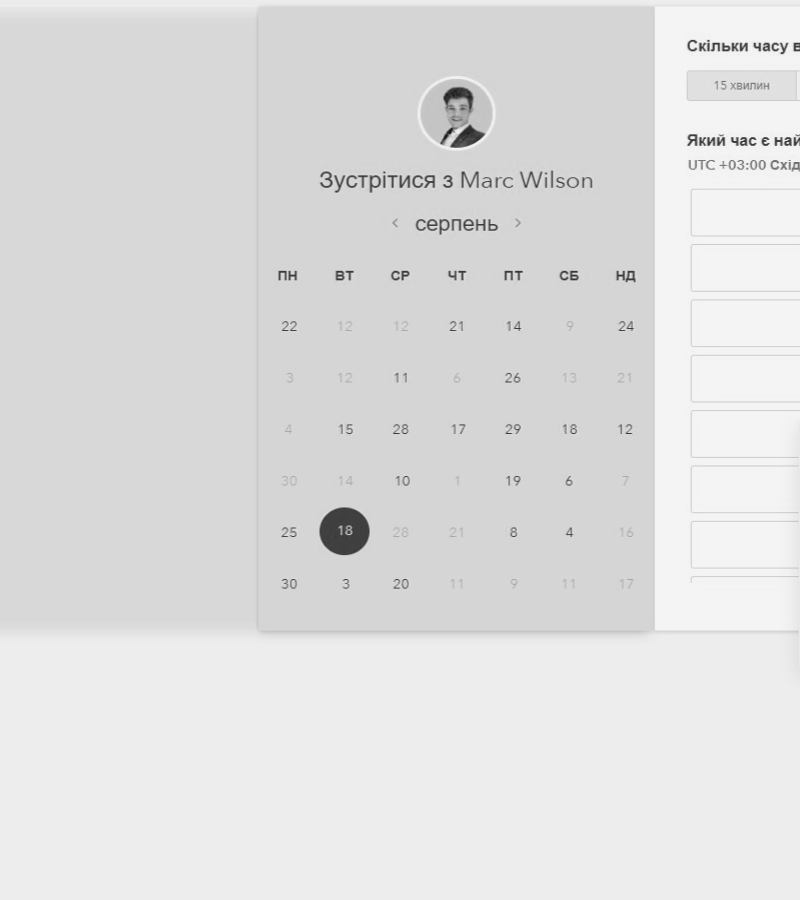 Зустрітися з Marc Wilson
серпень
ПН ВТ СР ЧТ ПТ СБ НД
22 12 12 21 14 9 24
3 12 11 6 26 13 21
4 15 28 17 29 18 12
30 14 10 1 19 6 7
25 18 28 21 8 4 16
30 3 20 11 9 11 17
Скільки часу в
15 хвилин
Який час є най
UTC +03:00 Схід